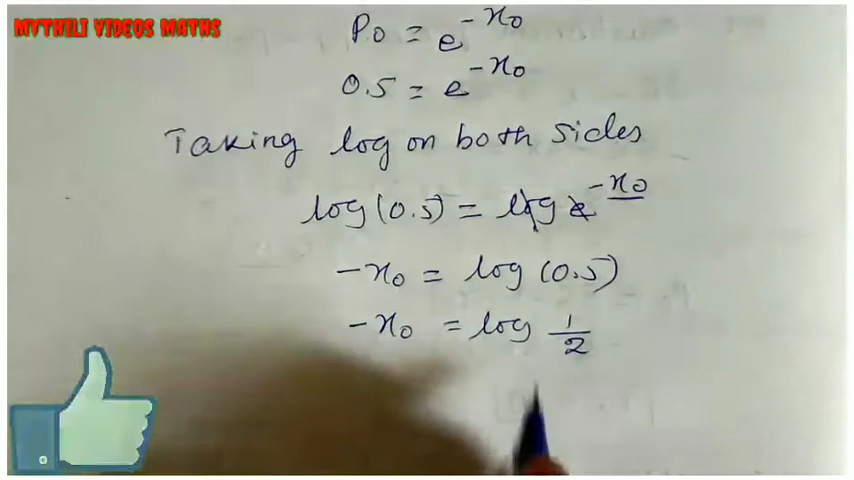 MYTHILI VIDEOS MATHS
P₀ = e^{-x₀}
0.5 = e^{-x₀}
Taking log on both sides
log(0.5) = log e^{-x₀}
-x₀ = log(0.5)
-x₀ = log 1/2